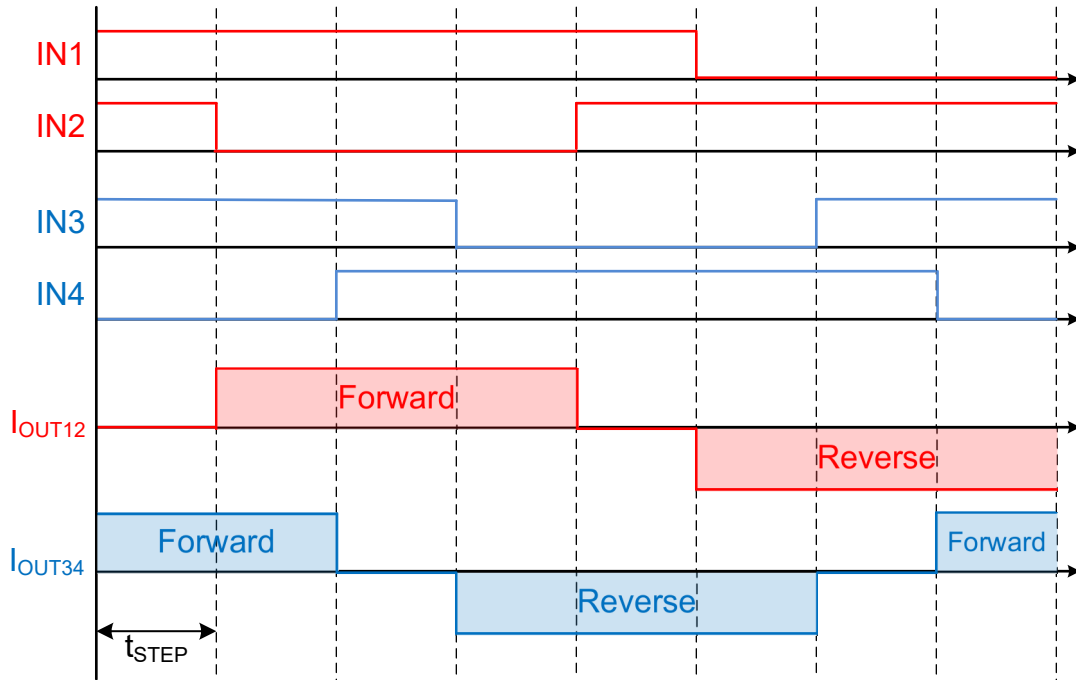 IN1
IN2
IN3
IN4
Forward
IOUT12
Reverse
Forward
Forward
IOUT34
Reverse
tSTEP